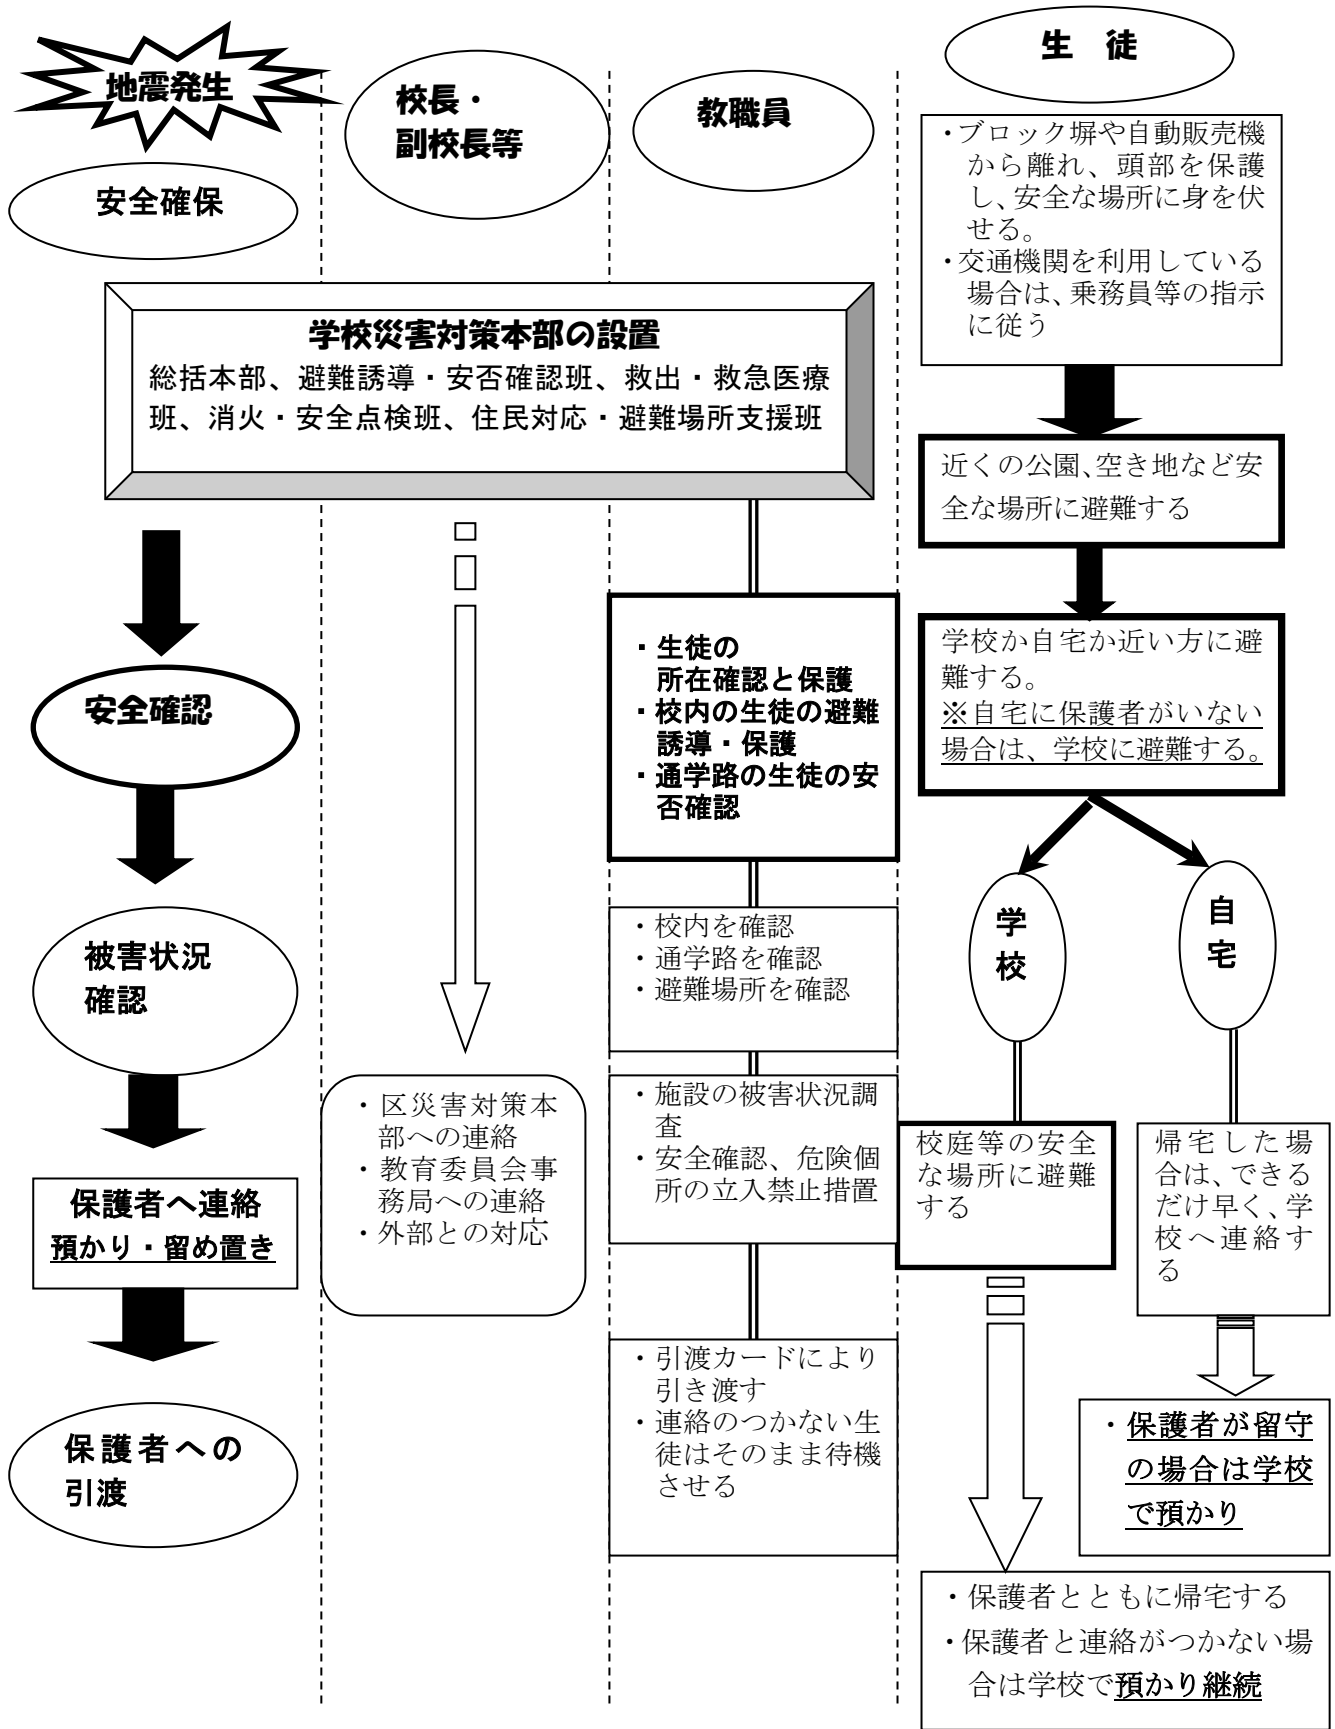 地震発生
安全確保
校長・
副校長等
教職員
生　徒
・ブロック塀や自動販売機
から離れ、頭部を保護
し、安全な場所に身を伏
せる。
・交通機関を利用している
場合は、乗務員等の指示
に従う
学校災害対策本部の設置
総括本部、避難誘導・安否確認班、救出・救急医療
班、消火・安全点検班、住民対応・避難場所支援班
近くの公園、空き地など安
全な場所に避難する
安全確認
・生徒の
所在確認と保護
・校内の生徒の避難
誘導・保護
・通学路の生徒の安
否確認
学校か自宅か近い方に避
難する。
※自宅に保護者がいない
場合は、学校に避難する。
被害状況
確認
・校内を確認
・通学路を確認
・避難場所を確認
学
校
自
宅
保護者へ連絡
預かり・留め置き
・区災害対策本
部への連絡
・教育委員会事
務局への連絡
・外部との対応
・施設の被害状況調
査
・安全確認、危険個
所の立入禁止措置
校庭等の安全
な場所に避難
する
帰宅した場
合は、できる
だけ早く、学
校へ連絡す
る
保護者への
引渡
・引渡カードにより
引き渡す
・連絡のつかない生
徒はそのまま待機
させる
・保護者が留守
の場合は学校
で預かり
・保護者とともに帰宅する
・保護者と連絡がつかない場
合は学校で預かり継続